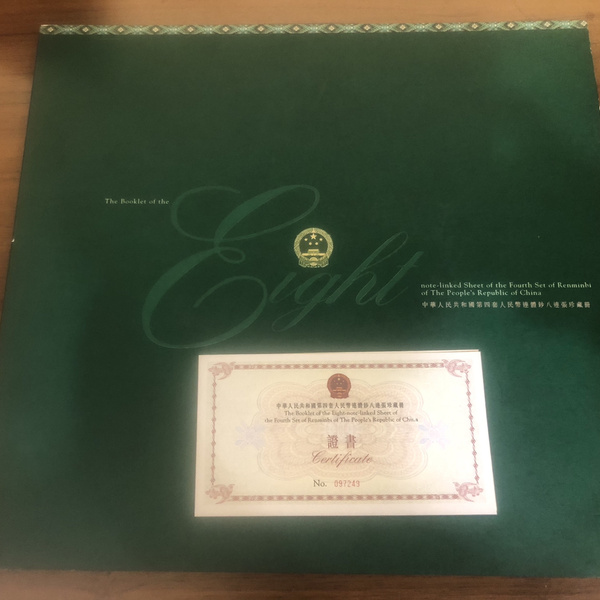 The Booklet of the
Eight
note-linked Sheet of the Fourth Set of Renminbi
of The People's Republic of China
中華人民共和國第四套人民幣連體鈔八連張珍藏册
中華人民共和國第四套人民幣連體鈔八連張珍藏冊
The Booklet of the Eight-note-linked Sheet of
the Fourth Set of Renminbi of The People's Republic of China
證書
Certificate
No. 097249